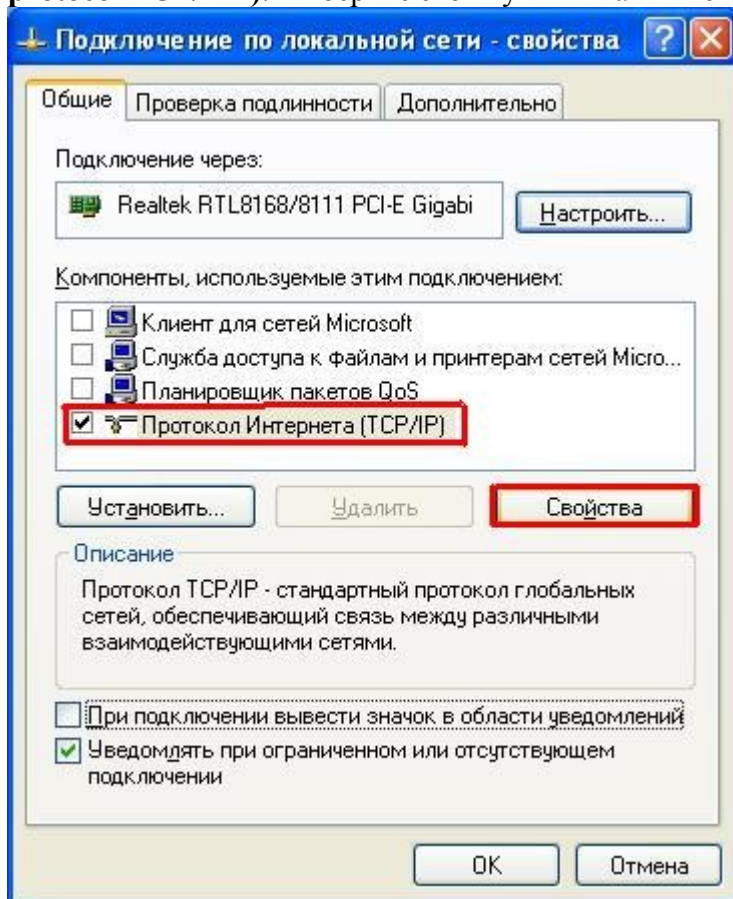 Подключение по локальной сети - свойства
Общие Проверка подлинности Дополнительно
Подключение через:
Realtek RTL8168/8111 PCI-E Gigabi
Настроить...
Компоненты, используемые этим подключением:
Клиент для сетей Microsoft
Служба доступа к файлам и принтерам сетей Micro...
Планировщик пакетов QoS
Протокол Интернета (TCP/IP)
Установить... Удалить Свойства
Описание
Протокол TCP/IP - стандартный протокол глобальных
сетей, обеспечивающий связь между различными
взаимодействующими сетями.
При подключении вывести значок в области уведомлений
Уведомлять при ограниченном или отсутствующем
подключении
OK Отмена